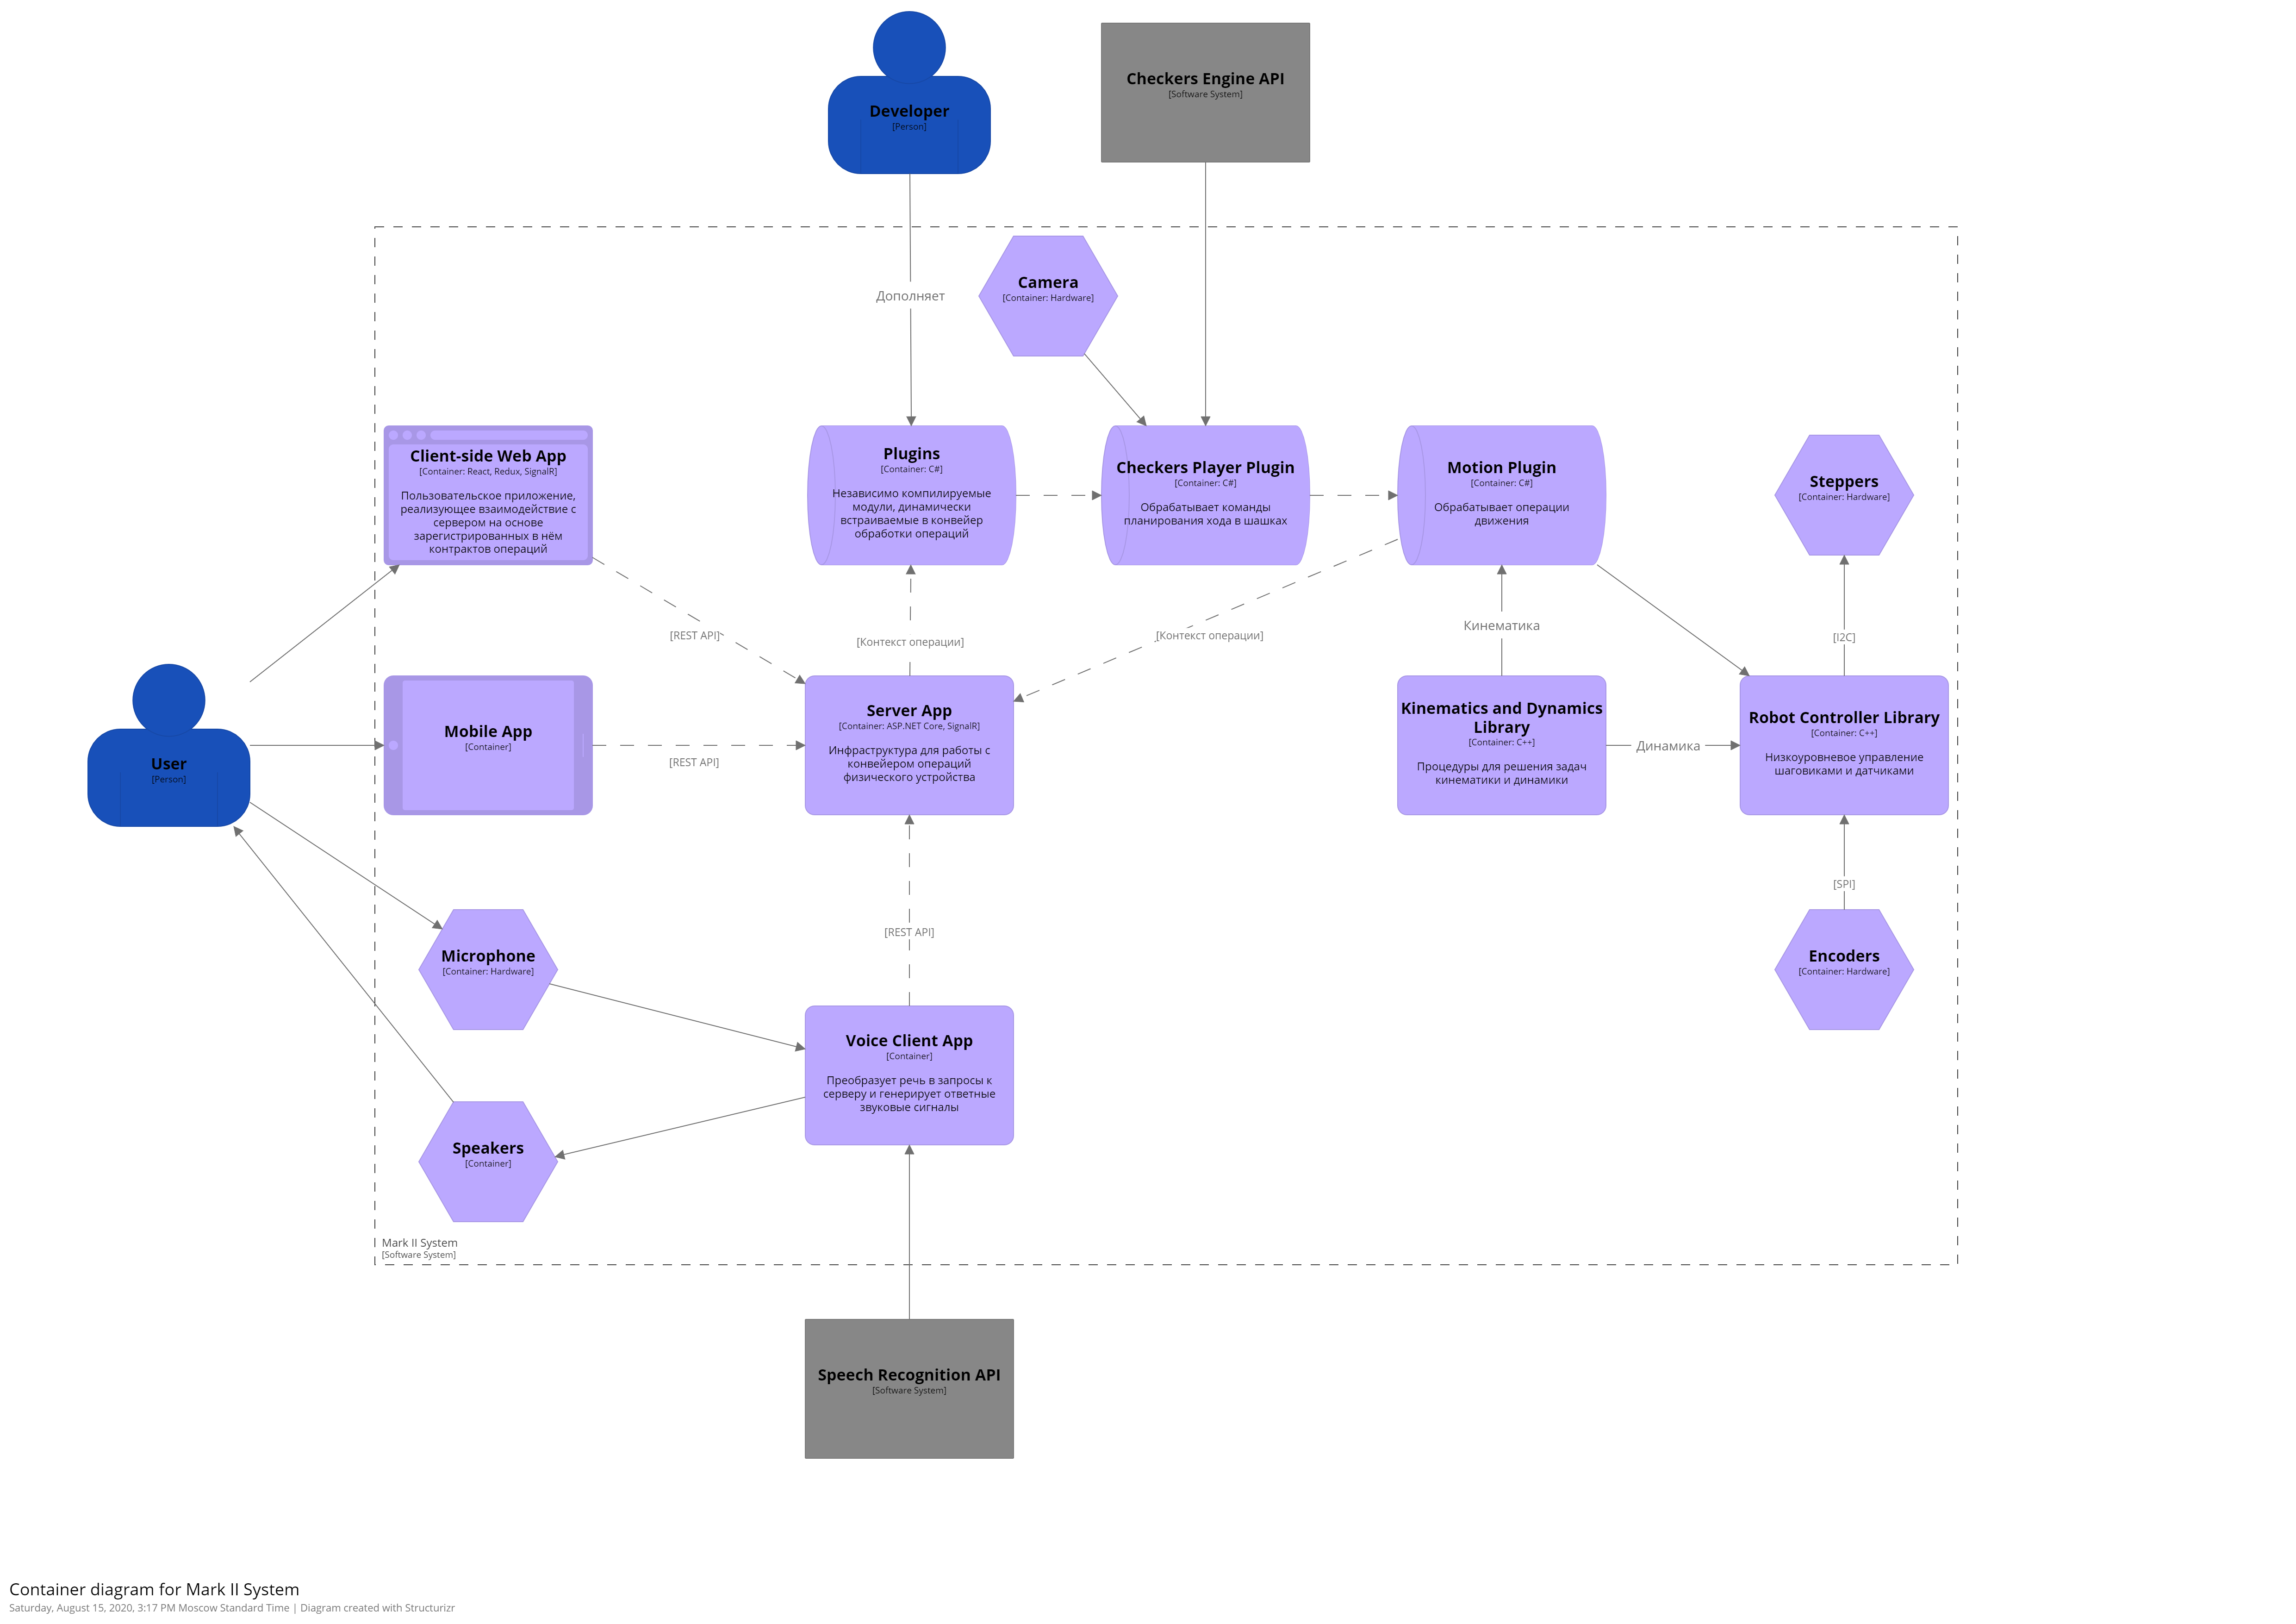 Developer
[Person]
Checkers Engine API
[Software System]
Camera
[Container: Hardware]
Дополняет
Client-side Web App
[Container: React, Redux, SignalR]
Пользовательское приложение,
реализующее взаимодействие с
сервером на основе
зарегистрированных в нём
контрактов операций
Plugins
[Container: C#]
Независимо компилируемые
модули, динамически
встраиваемые в конвейер
обработки операций
Checkers Player Plugin
[Container: C#]
Обрабатывает команды
планирования хода в шашках
Motion Plugin
[Container: C#]
Обрабатывает операции
движения
Steppers
[Container: Hardware]
[REST API]
[Контекст операции]
[Контекст операции]
Кинематика
[I2C]
User
[Person]
Mobile App
[Container]
[REST API]
Server App
[Container: ASP.NET Core, SignalR]
Инфраструктура для работы с
конвейером операций
физического устройства
Kinematics and Dynamics
Library
[Container: C++]
Процедуры для решения задач
кинематики и динамики
Динамика
Robot Controller Library
[Container: C++]
Низкоуровневое управление
шаговиками и датчиками
[SPI]
[REST API]
Microphone
[Container: Hardware]
Encoders
[Container: Hardware]
Voice Client App
[Container]
Преобразует речь в запросы к
серверу и генерирует ответные
звуковые сигналы
Speakers
[Container]
Mark II System
[Software System]
Speech Recognition API
[Software System]
Container diagram for Mark II System
Saturday, August 15, 2020, 3:17 PM Moscow Standard Time | Diagram created with Structurizr